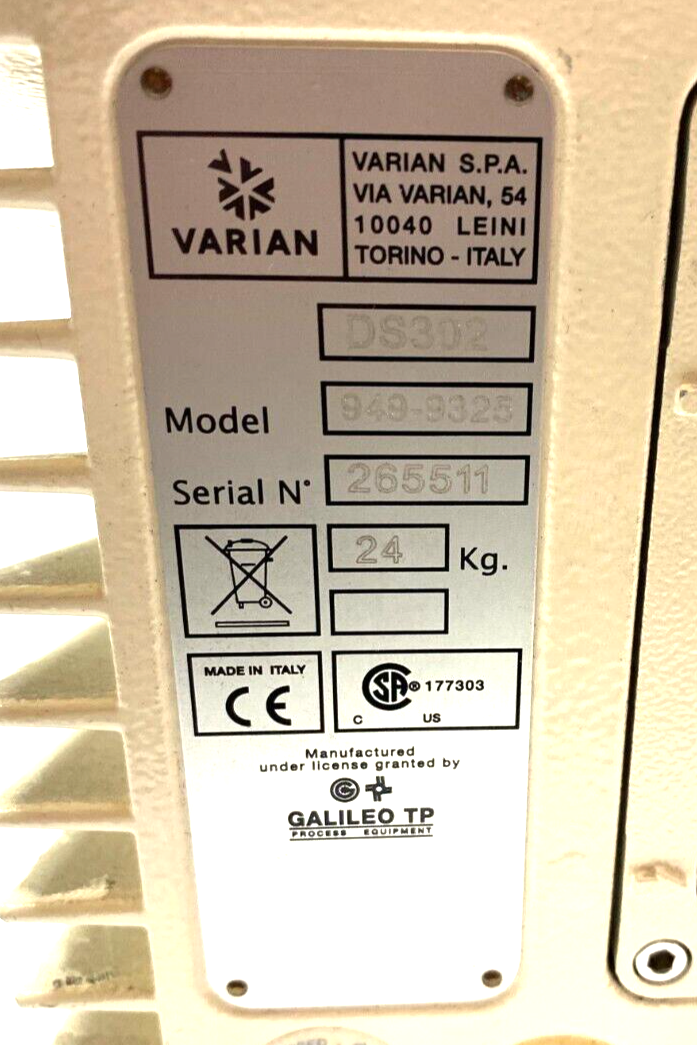 VARIAN
VARIAN S.P.A.
VIA VARIAN, 54
10040 LEINI
TORINO - ITALY
DS302
Model 949-9325
Serial N° 265511
24 Kg.
MADE IN ITALY
CE
CSA ® 177303
C US
Manufactured
under license granted by
GALILEO TP
PROCESS EQUIPMENT